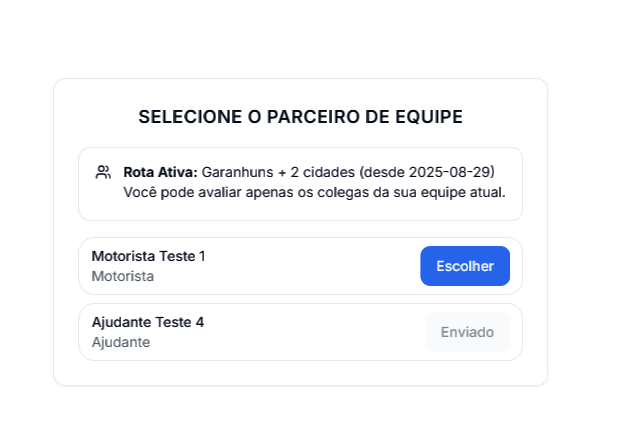 SELECIONE O PARCEIRO DE EQUIPE
Rota Ativa: Garanhuns + 2 cidades (desde 2025-08-29)
Você pode avaliar apenas os colegas da sua equipe atual.
Motorista Teste 1
Motorista
Escolher
Ajudante Teste 4
Ajudante
Enviado